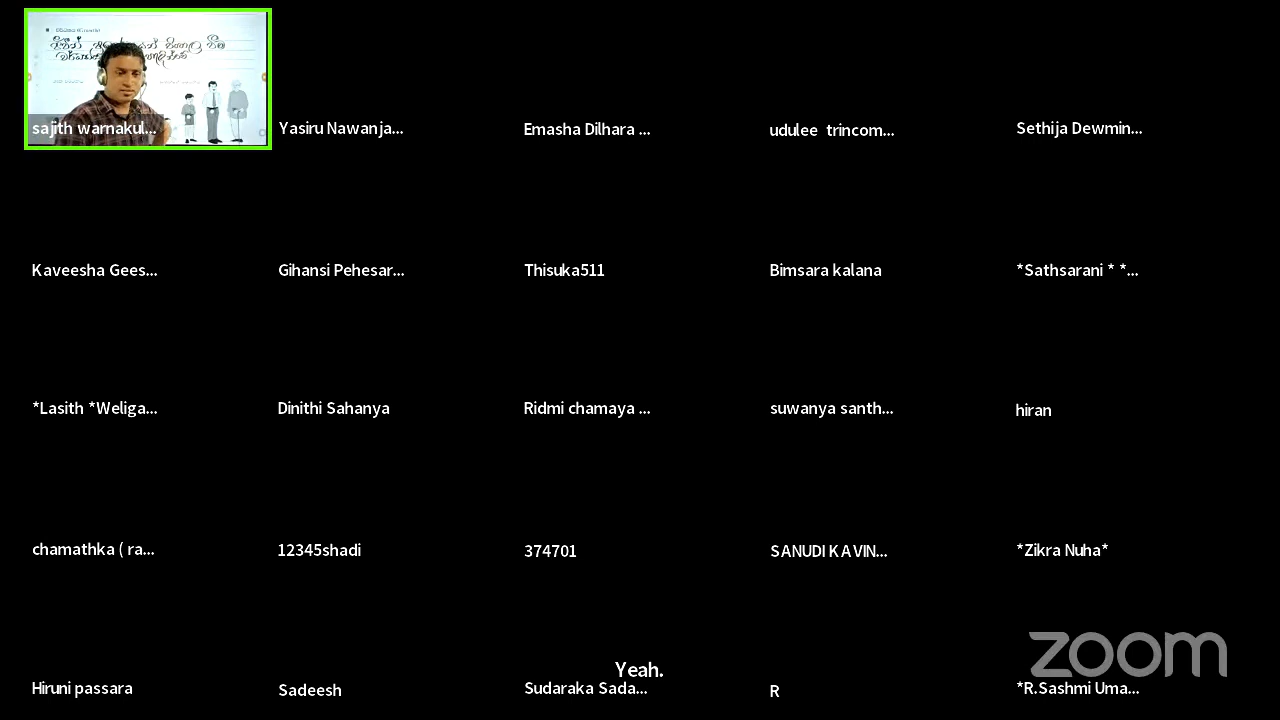 sajith warnakul...
Yasiru Nawanja...
Emasha Dilhara ...
udulee trincom...
Sethija Dewmin...
Kaveesha Gees...
Gihansi Pehesar...
Thisuka511
Bimsara kalana
*Sathsarani * *...
*Lasith *Weliga...
Dinithi Sahanya
Ridmi chamaya ...
suwanya santh...
hiran
chamathka ( ra...
12345shadi
374701
SANUDI KAVIN...
*Zikra Nuha*
zoom
Yeah.
Hiruni passara
Sadeesh
Sudaraka Sada...
R
*R.Sashmi Uma...